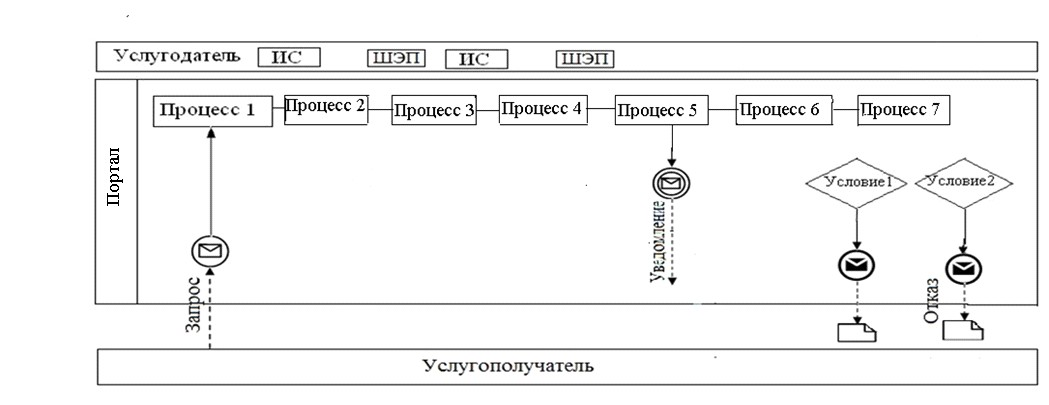 Услугодатель ИС ШЭП ИС ШЭП
Процесс 1 Процесс 2 Процесс 3 Процесс 4 Процесс 5 Процесс 6 Процесс 7
Портал
Условие1 Условие2
Уведомление
Запрос
Отказ
Услугополучатель